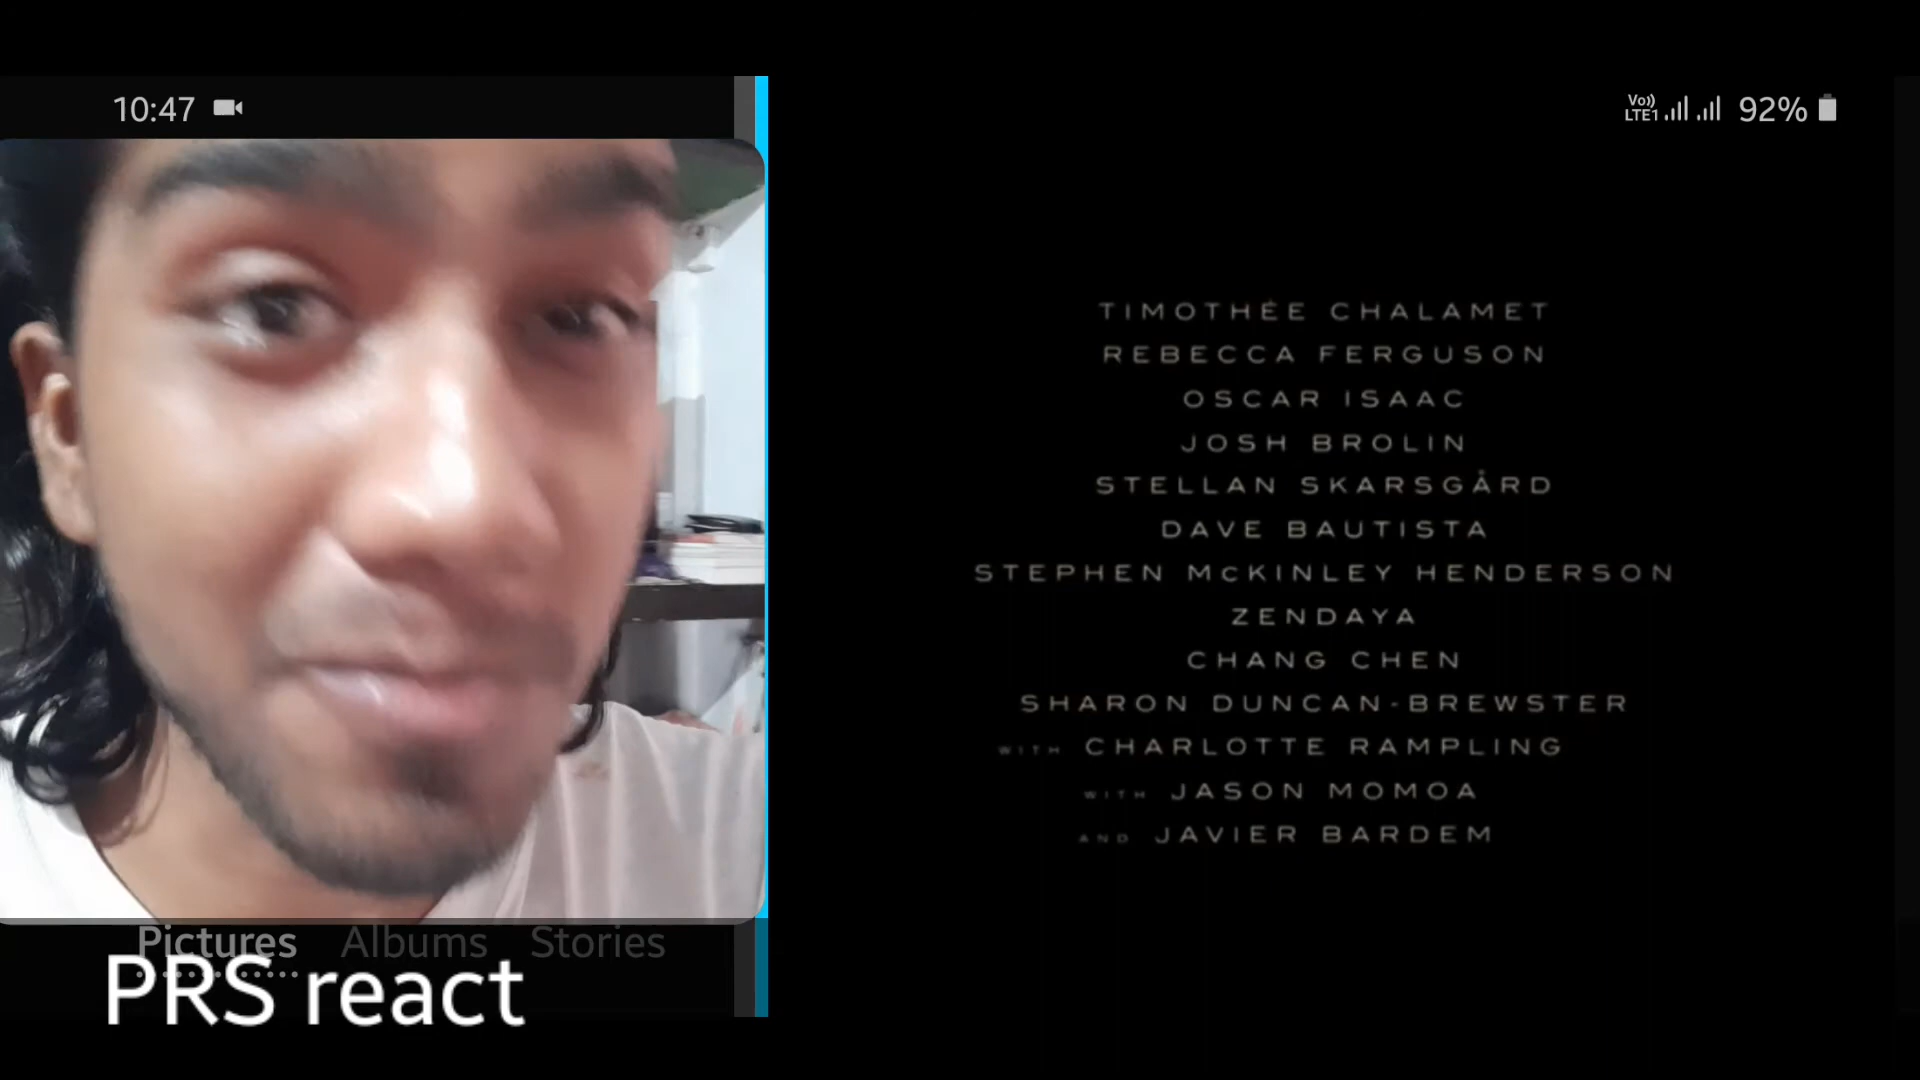 10:47
Vo)) LTE1 92%
TIMOTHÉE CHALAMET
REBECCA FERGUSON
OSCAR ISAAC
JOSH BROLIN
STELLAN SKARSGÅRD
DAVE BAUTISTA
STEPHEN McKINLEY HENDERSON
ZENDAYA
CHANG CHEN
SHARON DUNCAN-BREWSTER
WITH CHARLOTTE RAMPLING
WITH JASON MOMOA
AND JAVIER BARDEM
Pictures Albums Stories
PRS react